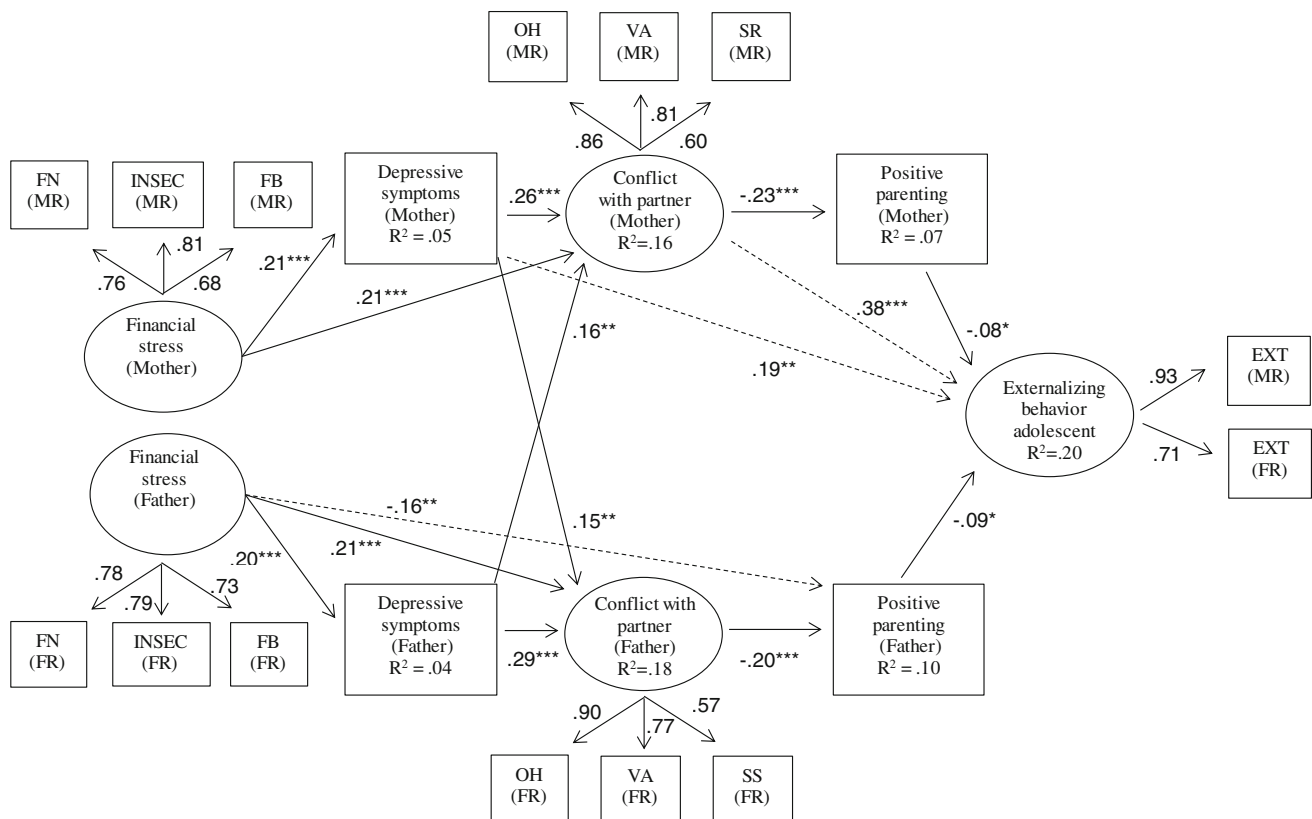 OH
(MR)
VA
(MR)
SR
(MR)
.86
.81
.60
FN
(MR)
INSEC
(MR)
FB
(MR)
.76
.81
.68
Depressive
symptoms
(Mother)
R² = .05
.26***
Conflict
with partner
(Mother)
R²=.16
-.23***
Positive
parenting
(Mother)
R² = .07
.21***
.21***
Financial
stress
(Mother)
.16**
.38***
.19**
-.08*
Externalizing
behavior
adolescent
R²=.20
.93
EXT
(MR)
.71
EXT
(FR)
Financial
stress
(Father)
-.16**
.15**
-.09*
.20***
.21***
.78
.79
.73
FN
(FR)
INSEC
(FR)
FB
(FR)
Depressive
symptoms
(Father)
R² = .04
.29***
Conflict with
partner
(Father)
R²=.18
-.20***
Positive
parenting
(Father)
R² = .10
.90
.77
.57
OH
(FR)
VA
(FR)
SS
(FR)